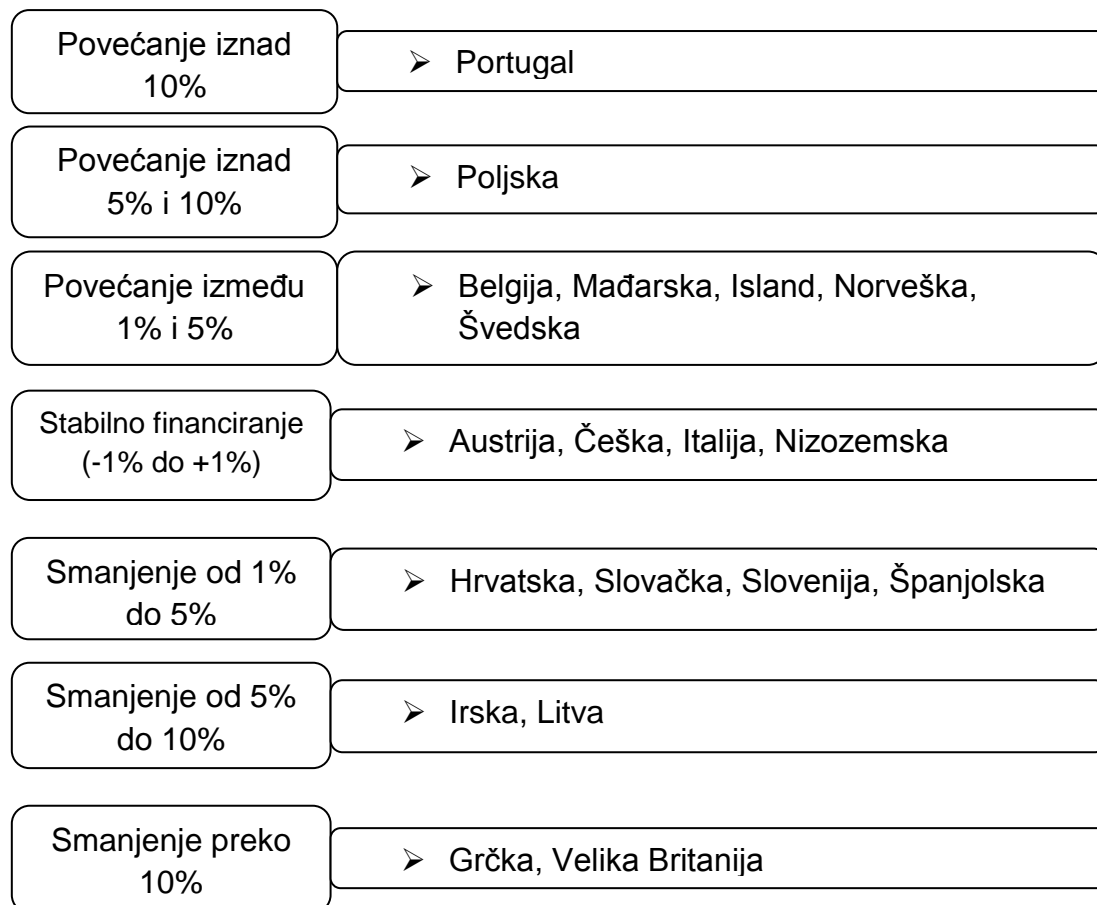 Povećanje iznad
10%
➢ Portugal
Povećanje iznad
5% i 10%
➢ Poljska
Povećanje između
1% i 5%
➢ Belgija, Mađarska, Island, Norveška,
Švedska
Stabilno financiranje
(-1% do +1%)
➢ Austrija, Češka, Italija, Nizozemska
Smanjenje od 1%
do 5%
➢ Hrvatska, Slovačka, Slovenija, Španjolska
Smanjenje od 5%
do 10%
➢ Irska, Litva
Smanjenje preko
10%
➢ Grčka, Velika Britanija